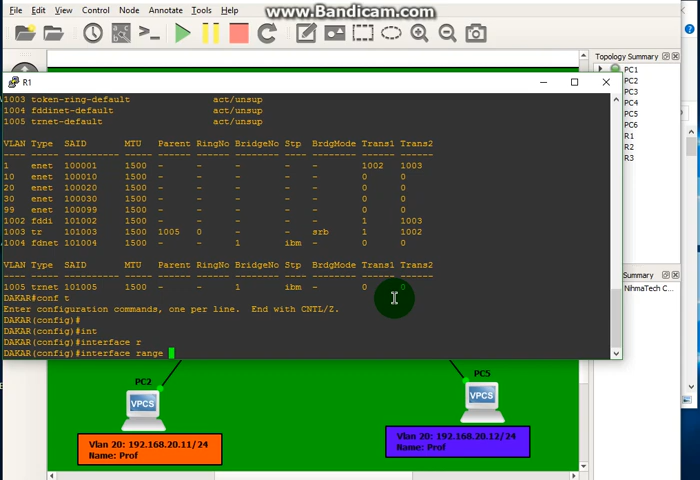 www.Bandicam.com
File Edit View Control Node Annotate Tools Help
R1
1003 token-ring-default act/unsup
1004 fddinet-default act/unsup
1005 trnet-default act/unsup
VLAN Type SAID MTU Parent RingNo BridgeNo Stp BrdgMode Trans1 Trans2
---- ----- ---------- ----- ------ ------ -------- ---- -------- ------ ------
1 enet 100001 1500 - - - - - 1002 1003
10 enet 100010 1500 - - - - - 0 0
20 enet 100020 1500 - - - - - 0 0
30 enet 100030 1500 - - - - - 0 0
99 enet 100099 1500 - - - - - 0 0
1002 fddi 101002 1500 - - - - - 1 1003
1003 tr 101003 1500 1005 0 - - srb 1 1002
1004 fdnet 101004 1500 - - 1 ibm - 0 0
VLAN Type SAID MTU Parent RingNo BridgeNo Stp BrdgMode Trans1 Trans2
---- ----- ---------- ----- ------ ------ -------- ---- -------- ------ ------
1005 trnet 101005 1500 - - 1 ibm - 0 0
DAKAR#conf t
Enter configuration commands, one per line. End with CNTL/Z.
DAKAR(config)#
DAKAR(config)#int
DAKAR(config)#interface r
DAKAR(config)#interface range
Topology Summary
PC1
PC2
PC3
PC4
PC5
PC6
R1
R2
R3
Summary
NihmaTech C...
PC2
VPCS
Vlan 20: 192.168.20.11/24
Name: Prof
PC5
VPCS
Vlan 20: 192.168.20.12/24
Name: Prof